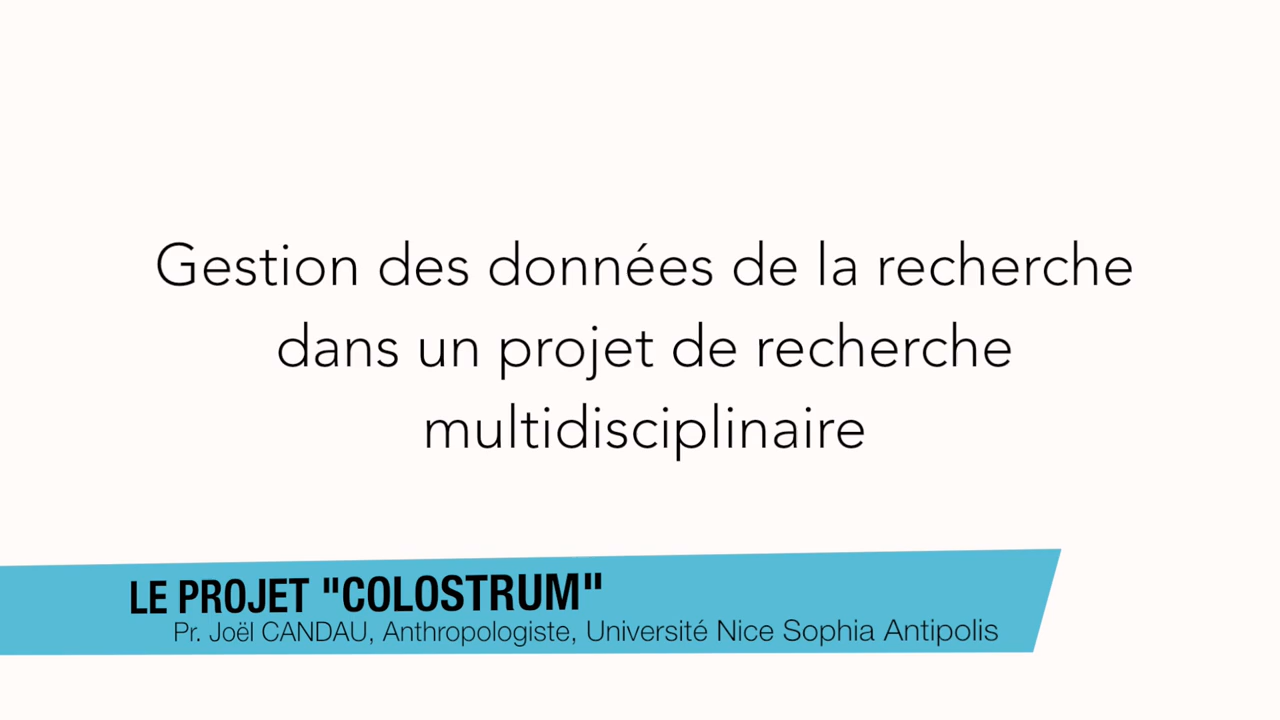 Gestion des données de la recherche
dans un projet de recherche
multidisciplinaire
LE PROJET "COLOSTRUM"
Pr. Joël CANDAU, Anthropologiste, Université Nice Sophia Antipolis